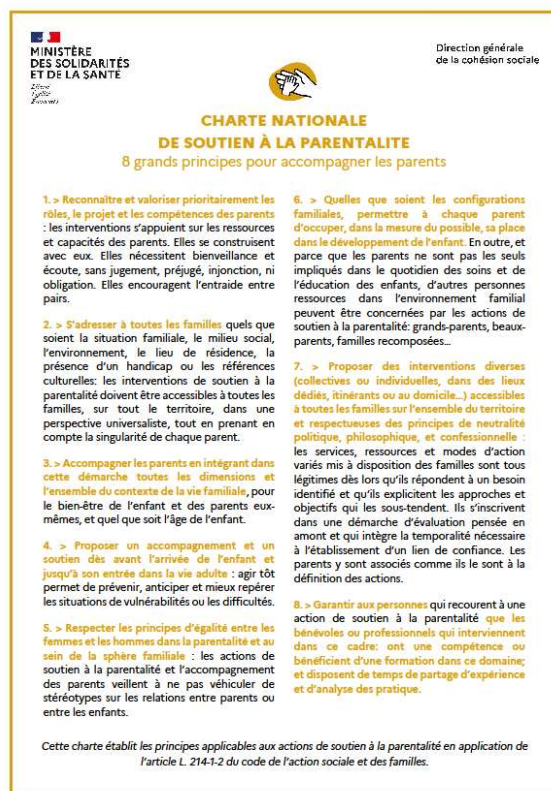 MINISTÈRE
DES SOLIDARITÉS
ET DE LA SANTÉ
Liberté
Égalité
Fraternité
Direction générale
de la cohésion sociale
CHARTE NATIONALE
DE SOUTIEN À LA PARENTALITE
8 grands principes pour accompagner les parents
1. > Reconnaître et valoriser prioritairement les
rôles, le projet et les compétences des parents
: les interventions s'appuient sur les ressources
et capacités des parents. Elles se construisent
avec eux. Elles nécessitent bienveillance et
écoute, sans jugement, préjugé, injonction, ni
obligation. Elles encouragent l'entraide entre
pairs.
2. > S'adresser à toutes les familles quels que
soient la situation familiale, le milieu social,
l'environnement, le lieu de résidence, la
présence d'un handicap ou les références
culturelles: les interventions de soutien à la
parentalité doivent être accessibles à toutes les
familles, sur tout le territoire, dans une
perspective universaliste, tout en prenant en
compte la singularité de chaque parent.
3. > Accompagner les parents en intégrant dans
cette démarche toutes les dimensions et
l'ensemble du contexte de la vie familiale, pour
le bien-être de l'enfant et des parents eux-
mêmes, et quel que soit l'âge de l'enfant.
4. > Proposer un accompagnement et un
soutien dès avant l'arrivée de l'enfant et
jusqu'à son entrée dans la vie adulte : agir tôt
permet de prévenir, anticiper et mieux repérer
les situations de vulnérabilités ou les difficultés.
5. > Respecter les principes d'égalité entre les
femmes et les hommes dans la parentalité et au
sein de la sphère familiale : les actions de
soutien à la parentalité et l'accompagnement
des parents veillent à ne pas véhiculer de
stéréotypes sur les relations entre parents ou
entre les enfants.
6. > Quelles que soient les configurations
familiales, permettre à chaque parent
d'occuper, dans la mesure du possible, sa place
dans le développement de l'enfant. En outre, et
parce que les parents ne sont pas les seuls
impliqués dans le quotidien des soins et de
l'éducation des enfants, d'autres personnes
ressources dans l'environnement familial
peuvent être concernées par les actions de
soutien à la parentalité: grands-parents, beaux-
parents, familles recomposées...
7. > Proposer des interventions diverses
(collectives ou individuelles, dans des lieux
dédiés, itinérants ou au domicile...) accessibles
à toutes les familles sur l'ensemble du territoire
et respectueuses des principes de neutralité
politique, philosophique, et confessionnelle :
les services, ressources et modes d'action
variés mis à disposition des familles sont tous
légitimes dès lors qu'ils répondent à un besoin
identifié et qu'ils explicitent les approches et
objectifs qui les sous-tendent. Ils s'inscrivent
dans une démarche d'évaluation pensée en
amont et qui intègre la temporalité nécessaire
à l'établissement d'un lien de confiance. Les
parents y sont associés comme ils le sont à la
définition des actions.
8. > Garantir aux personnes qui recourent à une
action de soutien à la parentalité que les
bénévoles ou professionnels qui interviennent
dans ce cadre: ont une compétence ou
bénéficient d'une formation dans ce domaine;
et disposent de temps de partage d'expérience
et d'analyse des pratique.
Cette charte établit les principes applicables aux actions de soutien à la parentalité en application de
l'article L. 214-1-2 du code de l'action sociale et des familles.